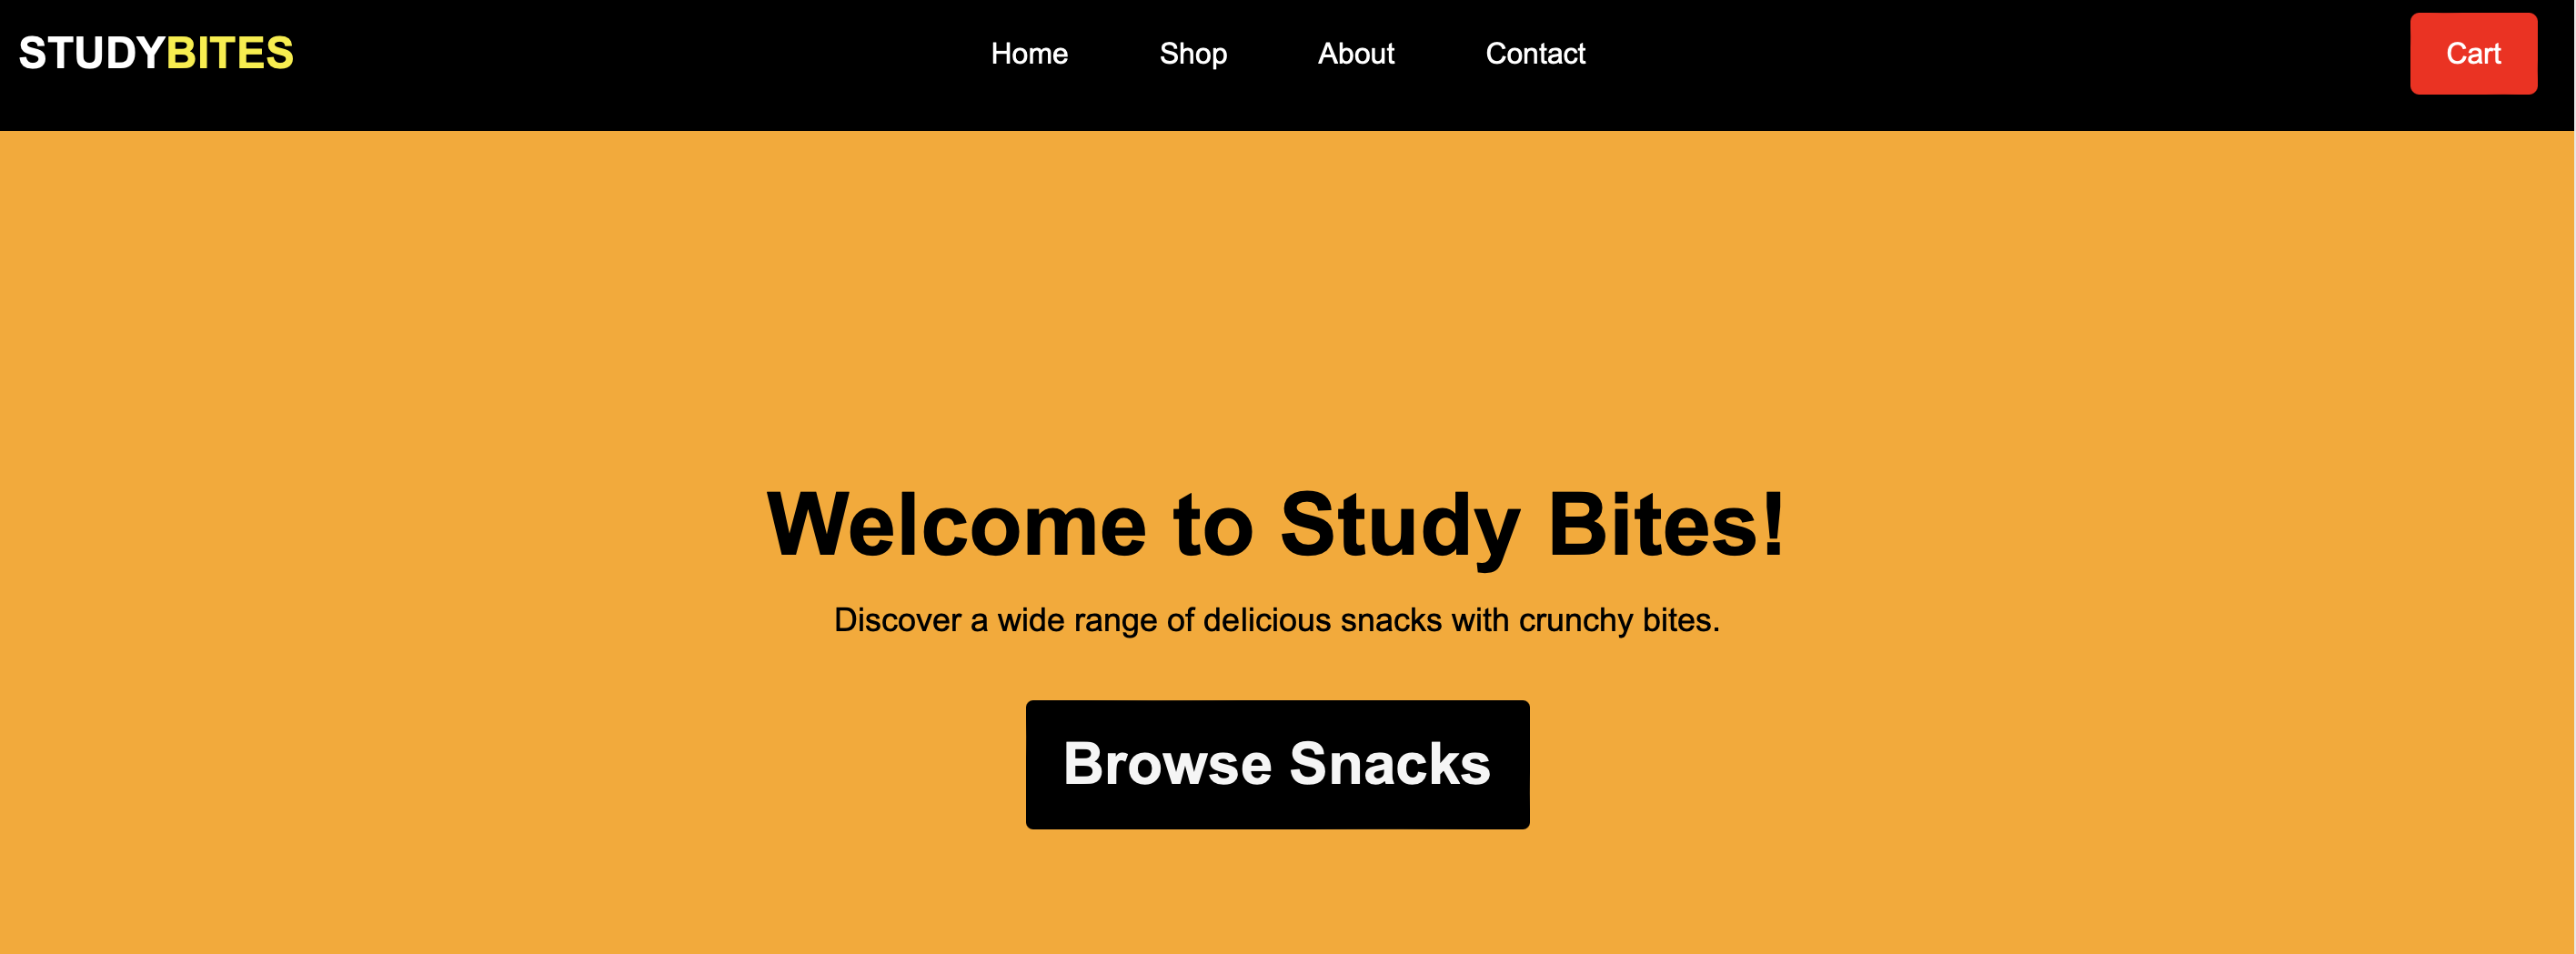 STUDYBITES
Home Shop About Contact
Cart
Welcome to Study Bites!
Discover a wide range of delicious snacks with crunchy bites.
Browse Snacks